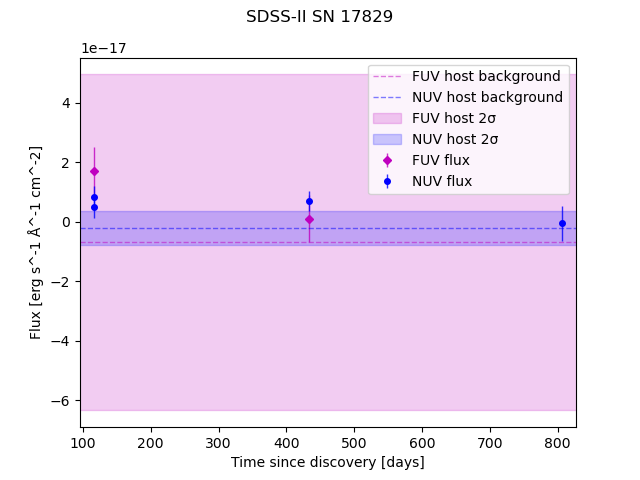 SDSS-II SN 17829
1e−17
FUV host background
NUV host background
FUV host 2σ
NUV host 2σ
FUV flux
NUV flux
4
2
0
−2
−4
−6
Flux [erg s^-1 Å^-1 cm^-2]
100 200 300 400 500 600 700 800
Time since discovery [days]